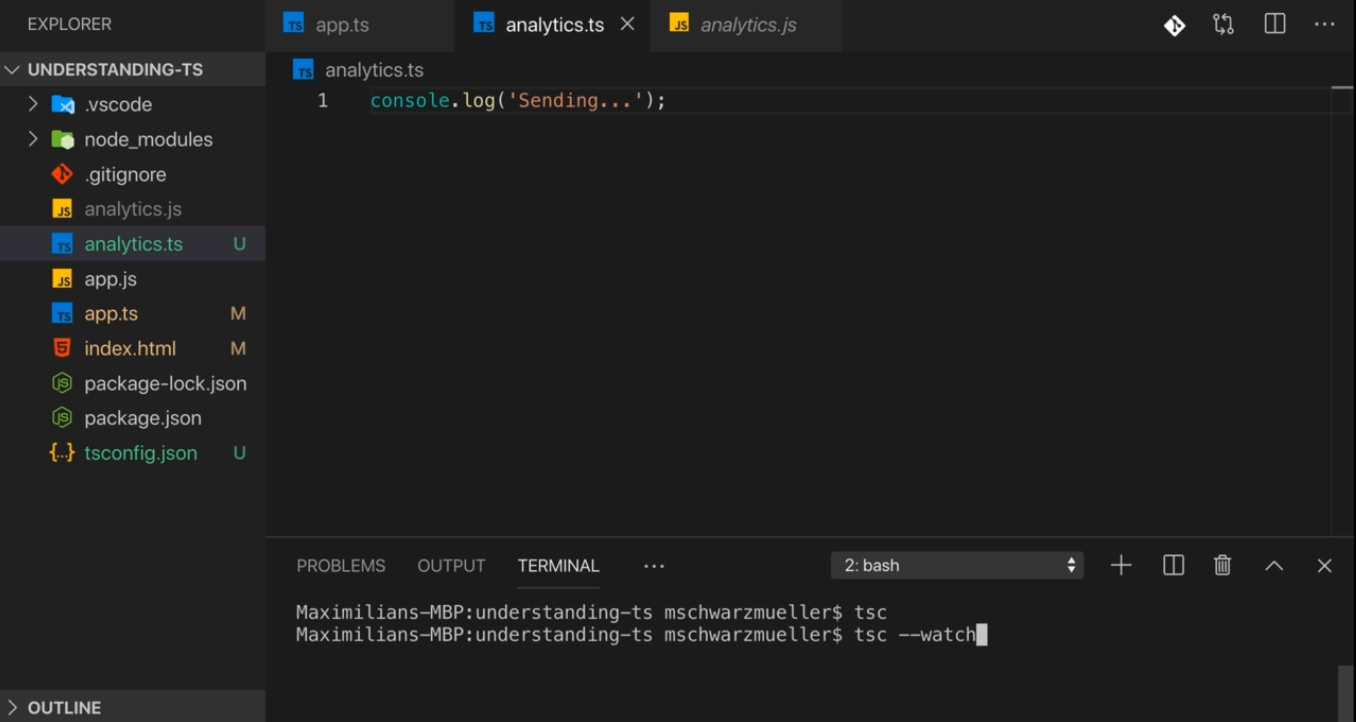 EXPLORER
UNDERSTANDING-TS
.vscode
node_modules
.gitignore
JS analytics.js
TS analytics.ts U
JS app.js
TS app.ts M
5 index.html M
JS package-lock.json
JS package.json
{...} tsconfig.json U
OUTLINE
TS app.ts TS analytics.ts JS analytics.js
TS analytics.ts
1 console.log('Sending...');
PROBLEMS OUTPUT TERMINAL ... 2: bash
Maximilians-MBP:understanding-ts mschwarzmueller$ tsc
Maximilians-MBP:understanding-ts mschwarzmueller$ tsc --watch